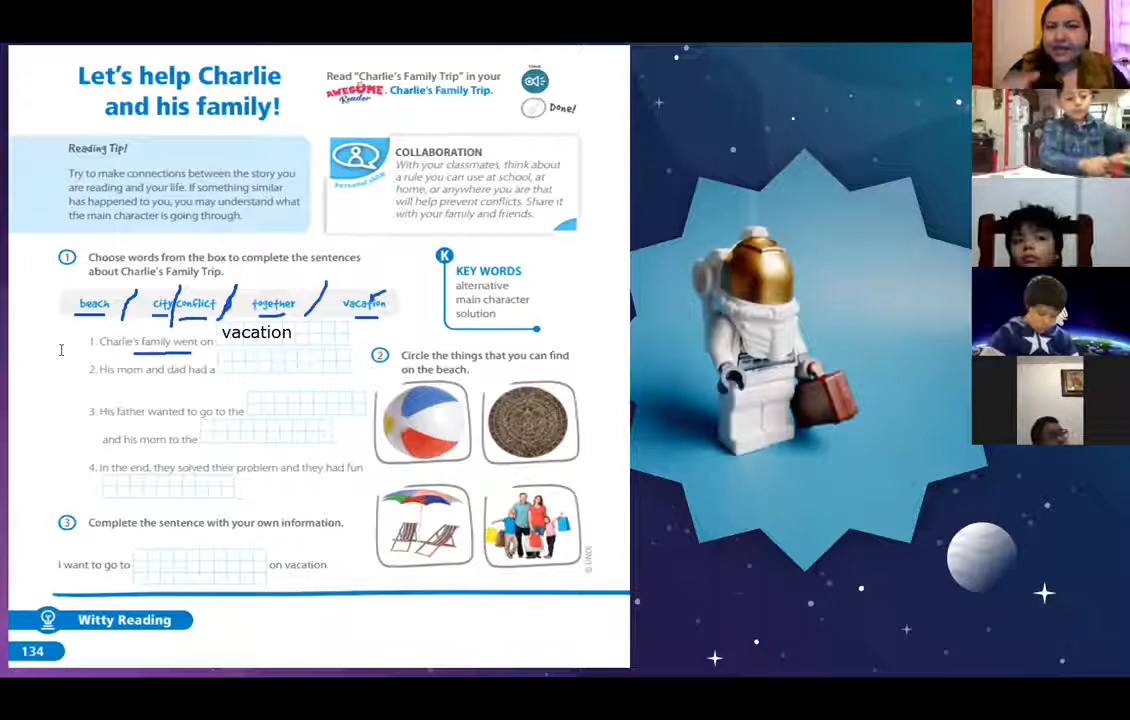 Let's help Charlie
and his family!
Read "Charlie's Family Trip" in your
AWESOME Reader. Charlie's Family Trip.
Done!
Reading Tip!
Try to make connections between the story you
are reading and your life. If something similar
has happened to you, you may understand what
the main character is going through.
COLLABORATION
With your classmates, think about
a rule you can use at school, at
home, or anywhere you are that
will help prevent conflicts. Share it
with your family and friends.
Personal skills
1 Choose words from the box to complete the sentences
about Charlie's Family Trip.
beach city conflict together vacation
K
KEY WORDS
alternative
main character
solution
1. Charlie's family went on vacation
2. His mom and dad had a
3. His father wanted to go to the
and his mom to the
4. In the end, they solved their problem and they had fun
2 Circle the things that you can find
on the beach.
3 Complete the sentence with your own information.
I want to go to on vacation
© UNOi
Witty Reading
134